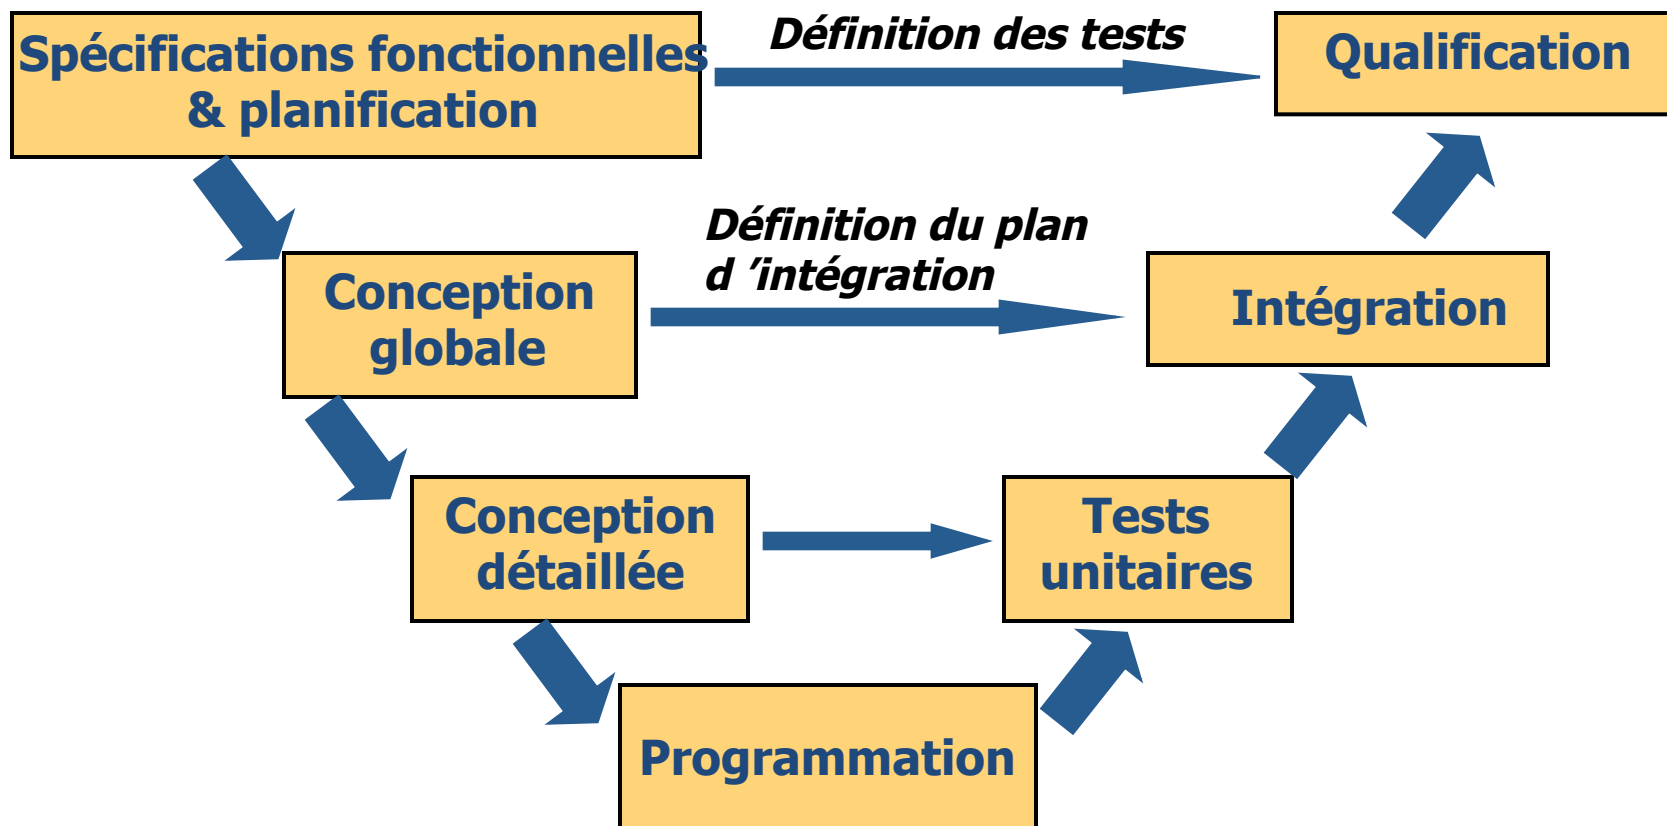 Spécifications fonctionnelles
& planification
Définition des tests
Qualification
Définition du plan
d ’intégration
Conception
globale
Intégration
Conception
détaillée
Tests
unitaires
Programmation